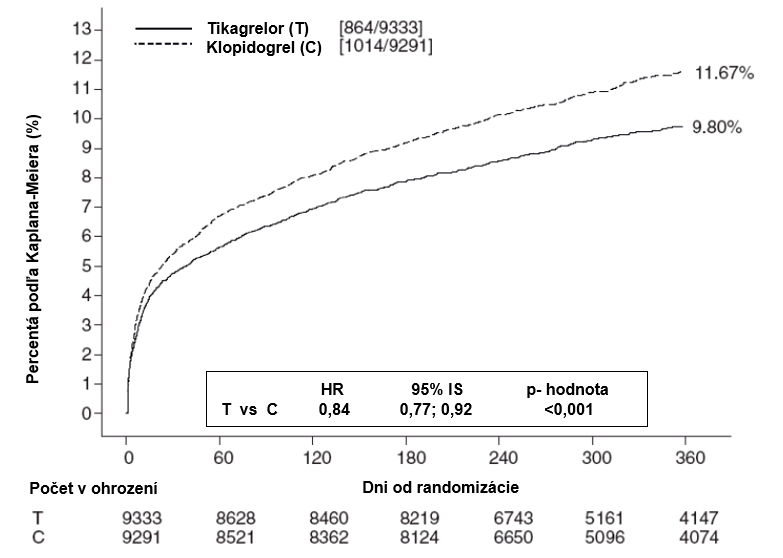 Tikagrelor (T) [864/9333]
Klopidogrel (C) [1014/9291]
13
12
11
10
9
8
7
6
5
4
3
2
1
0
Percentá podľa Kaplana-Meiera (%)
11.67%
9.80%
HR 95% IS p- hodnota
T vs C 0,84 0,77; 0,92 <0,001
0 60 120 180 240 300 360
Počet v ohrození Dni od randomizácie
T 9333 8628 8460 8219 6743 5161 4147
C 9291 8521 8362 8124 6650 5096 4074